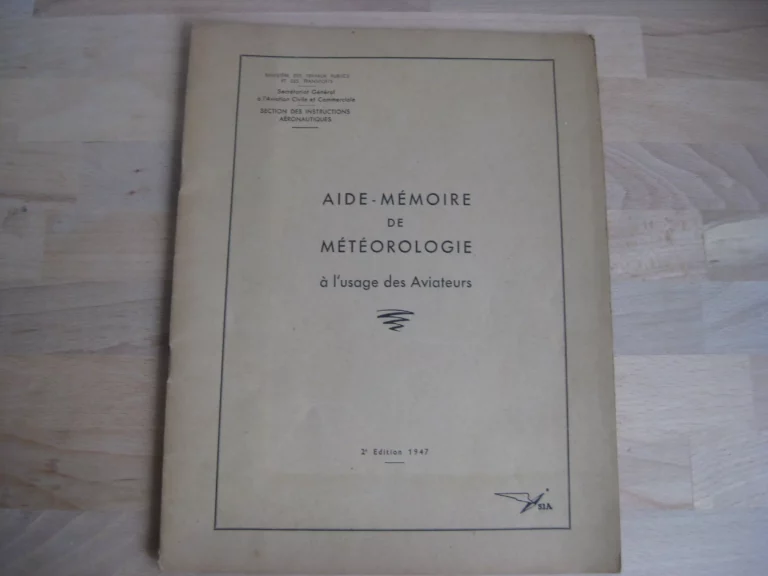 MINISTÈRE DES TRAVAUX PUBLICS
ET DES TRANSPORTS
Secrétariat Général
à l'Aviation Civile et Commerciale
SECTION DES INSTRUCTIONS
AÉRONAUTIQUES
AIDE-MÉMOIRE
DE
MÉTÉOROLOGIE
à l'usage des Aviateurs
2e Edition 1947
SIA